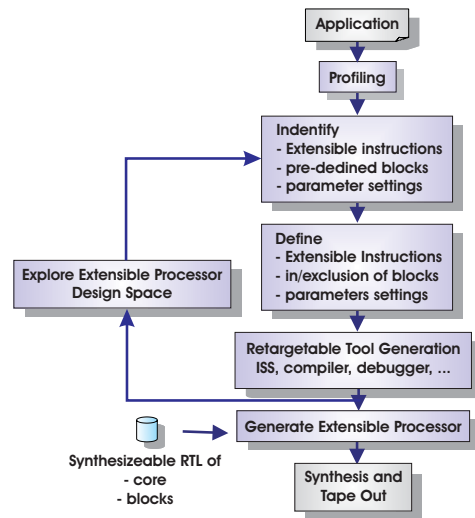 Application
Profiling
Indentify
- Extensible instructions
- pre-dedined blocks
- parameter settings
Define
- Extensible Instructions
- in/exclusion of blocks
- parameters settings
Explore Extensible Processor
Design Space
Retargetable Tool Generation
ISS, compiler, debugger, ...
Generate Extensible Processor
Synthesizeable RTL of
- core
- blocks
Synthesis and
Tape Out